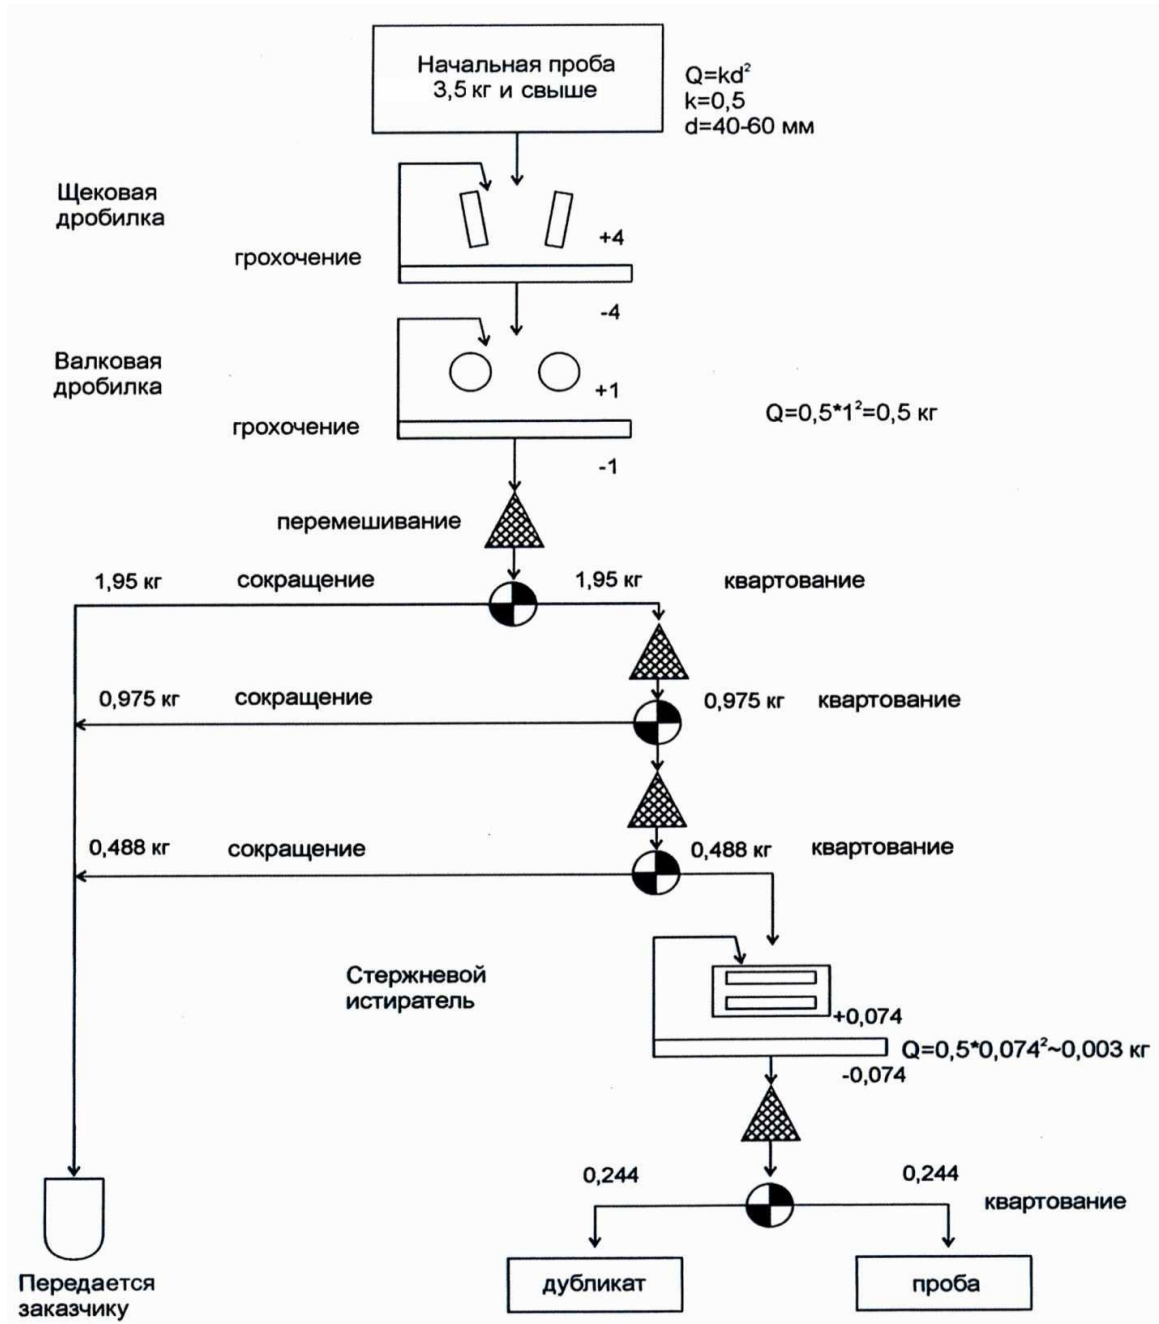 Начальная проба
3,5 кг и свыше
Q=kd²
k=0,5
d=40-60 мм
Щековая
дробилка
+4
грохочение
-4
Валковая
дробилка
+1
Q=0,5*1²=0,5 кг
грохочение
-1
перемешивание
1,95 кг
сокращение
1,95 кг
квартование
0,975 кг
сокращение
0,975 кг
квартование
0,488 кг
сокращение
0,488 кг
квартование
Стержневой
истиратель
+0,074
Q=0,5*0,074²~0,003 кг
-0,074
0,244
0,244
квартование
дубликат
проба
Передается
заказчику